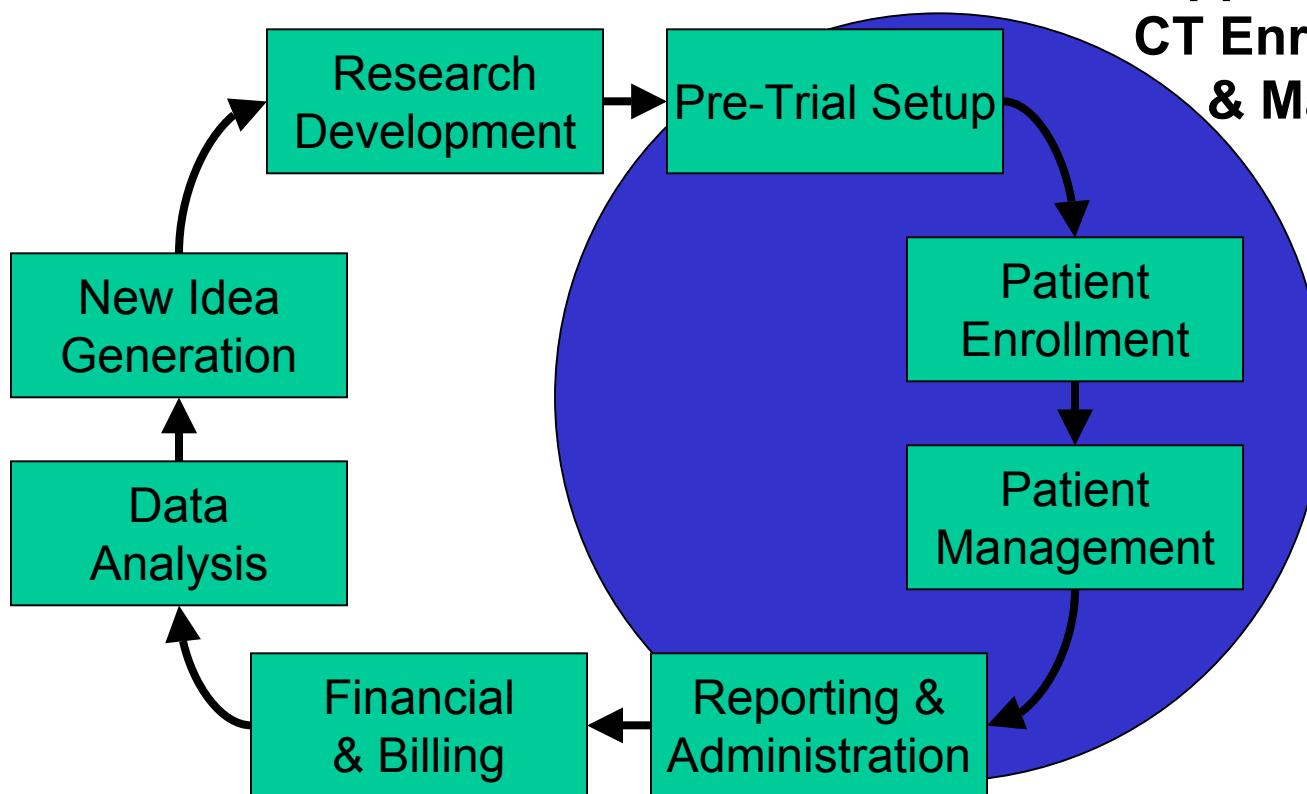 CT
& 
Research
Development
Pre-Trial Setup
Patient
Enrollment
Patient
Management
Reporting &
Administration
Financial
& Billing
Data
Analysis
New Idea
Generation